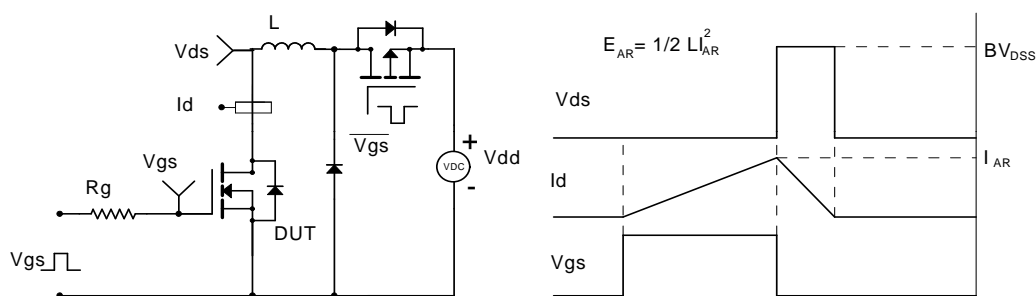 L
Vds
Id
Vgs
Rg
DUT
Vgs
Vgs
+
VDC
-
Vdd
E_AR = 1/2 LI²_AR
BV_DSS
Vds
I_AR
Id
Vgs